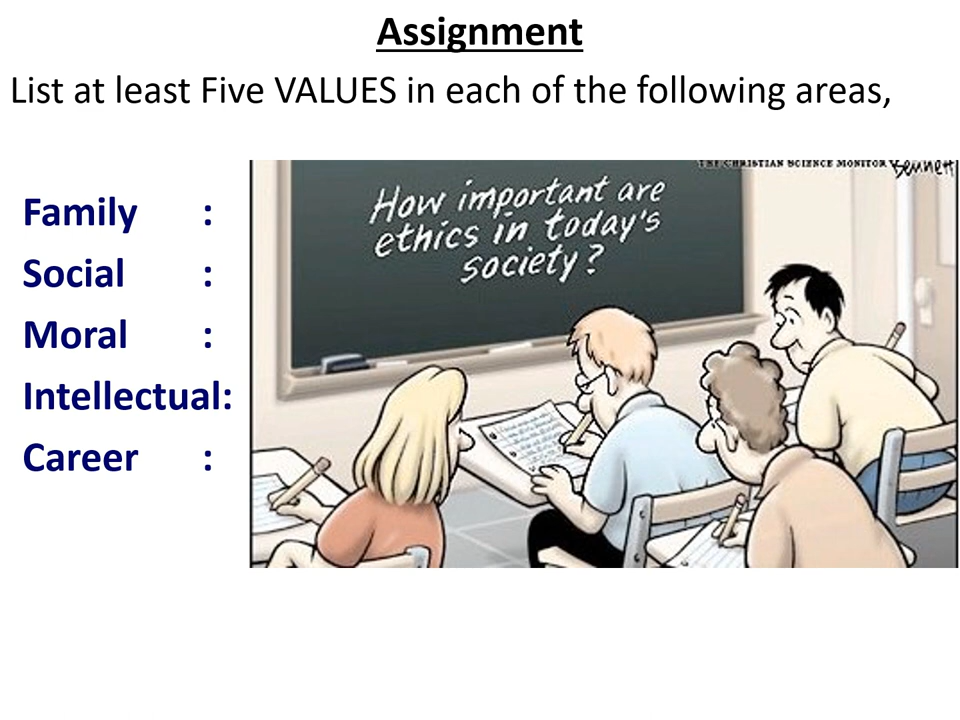 Assignment
List at least Five VALUES in each of the following areas,
THE CHRISTIAN SCIENCE MONITOR Bennett
How important are
ethics in today's
society?
Family :
Social :
Moral :
Intellectual:
Career :